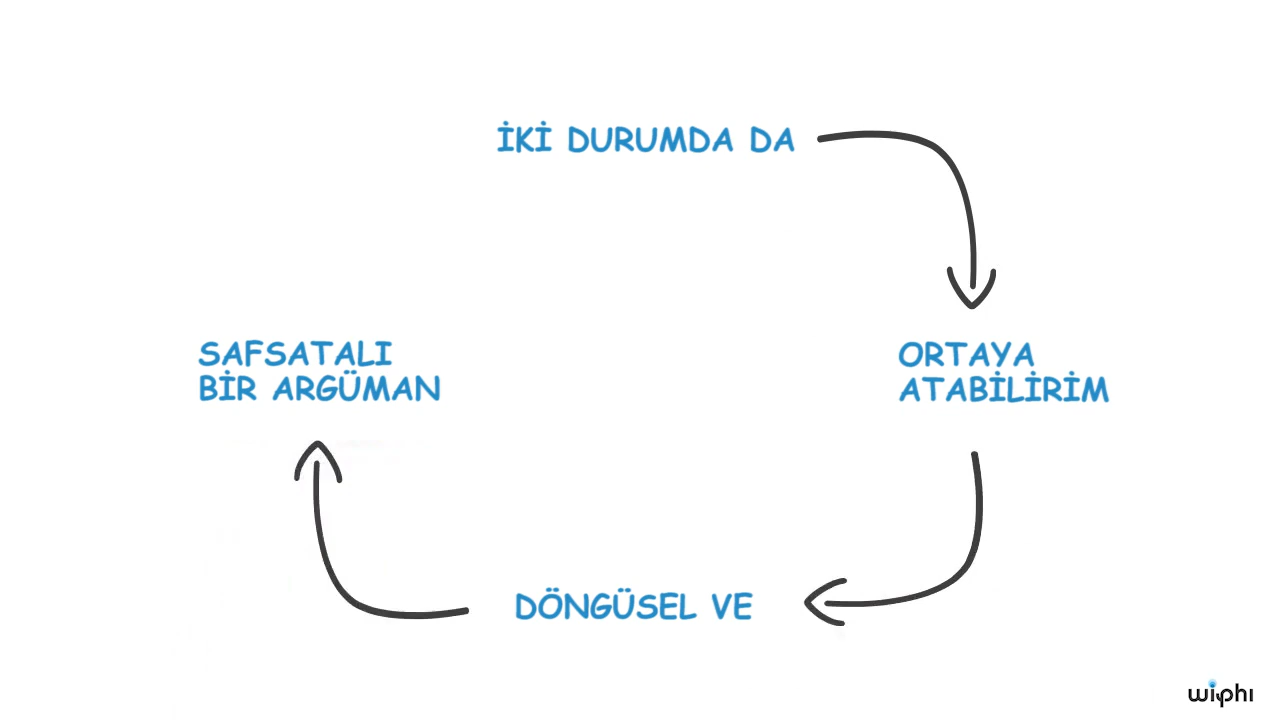 İKİ DURUMDA DA
ORTAYA
ATABİLİRİM
DÖNGÜSEL VE
SAFSATALI
BİR ARGÜMAN
wiphi